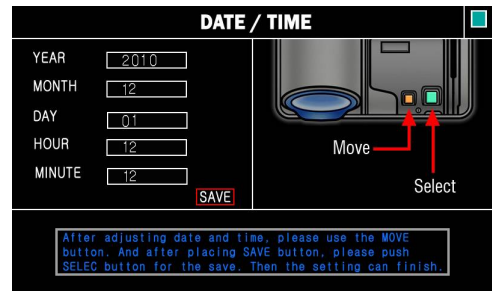 DATE / TIME
YEAR 2010
MONTH 12
DAY 01
HOUR 12
MINUTE 12
SAVE
Move
Select
After adjusting date and time, please use the MOVE
button. And after placing SAVE button, please push
SELEC button for the save. Then the setting can finish.